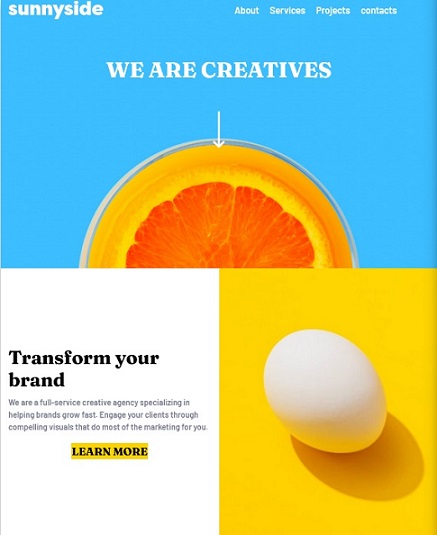 sunnyside
About Services Projects contacts
WE ARE CREATIVES
Transform your
brand
We are a full-service creative agency specializing in
helping brands grow fast. Engage your clients through
compelling visuals that do most of the marketing for you.
LEARN MORE